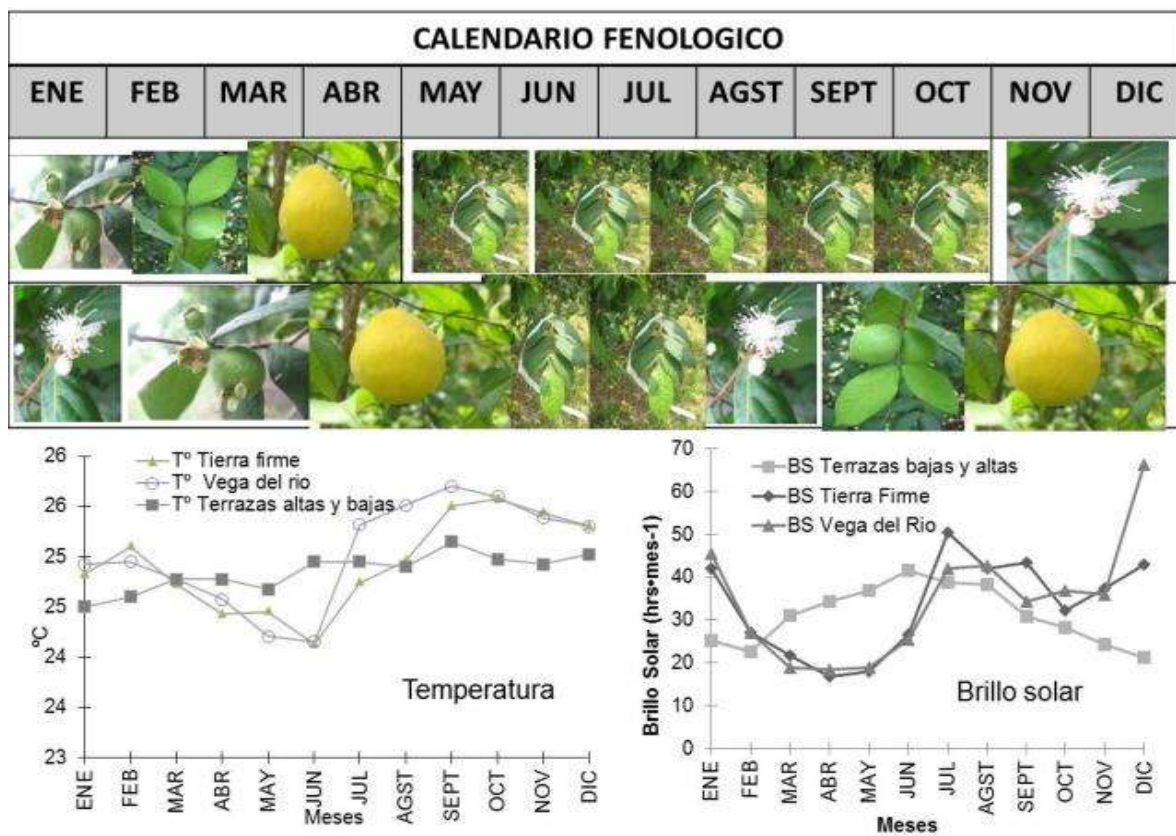 CALENDARIO FENOLOGICO
ENE FEB MAR ABR MAY JUN JUL AGST SEPT OCT NOV DIC
26
26
25
25
24
24
23
ºC
Tº Tierra firme
Tº Vega del rio
Tº Terrazas altas y bajas
Temperatura
ENE FEB MAR ABR MAY JUN JUL AGST SEPT OCT NOV DIC
Meses
70
60
50
40
30
20
10
0
Brillo Solar (hrs•mes-1)
BS Terrazas bajas y altas
BS Tierra Firme
BS Vega del Rio
Brillo solar
ENE FEB MAR ABR MAY JUN JUL AGST SEPT OCT NOV DIC
Meses